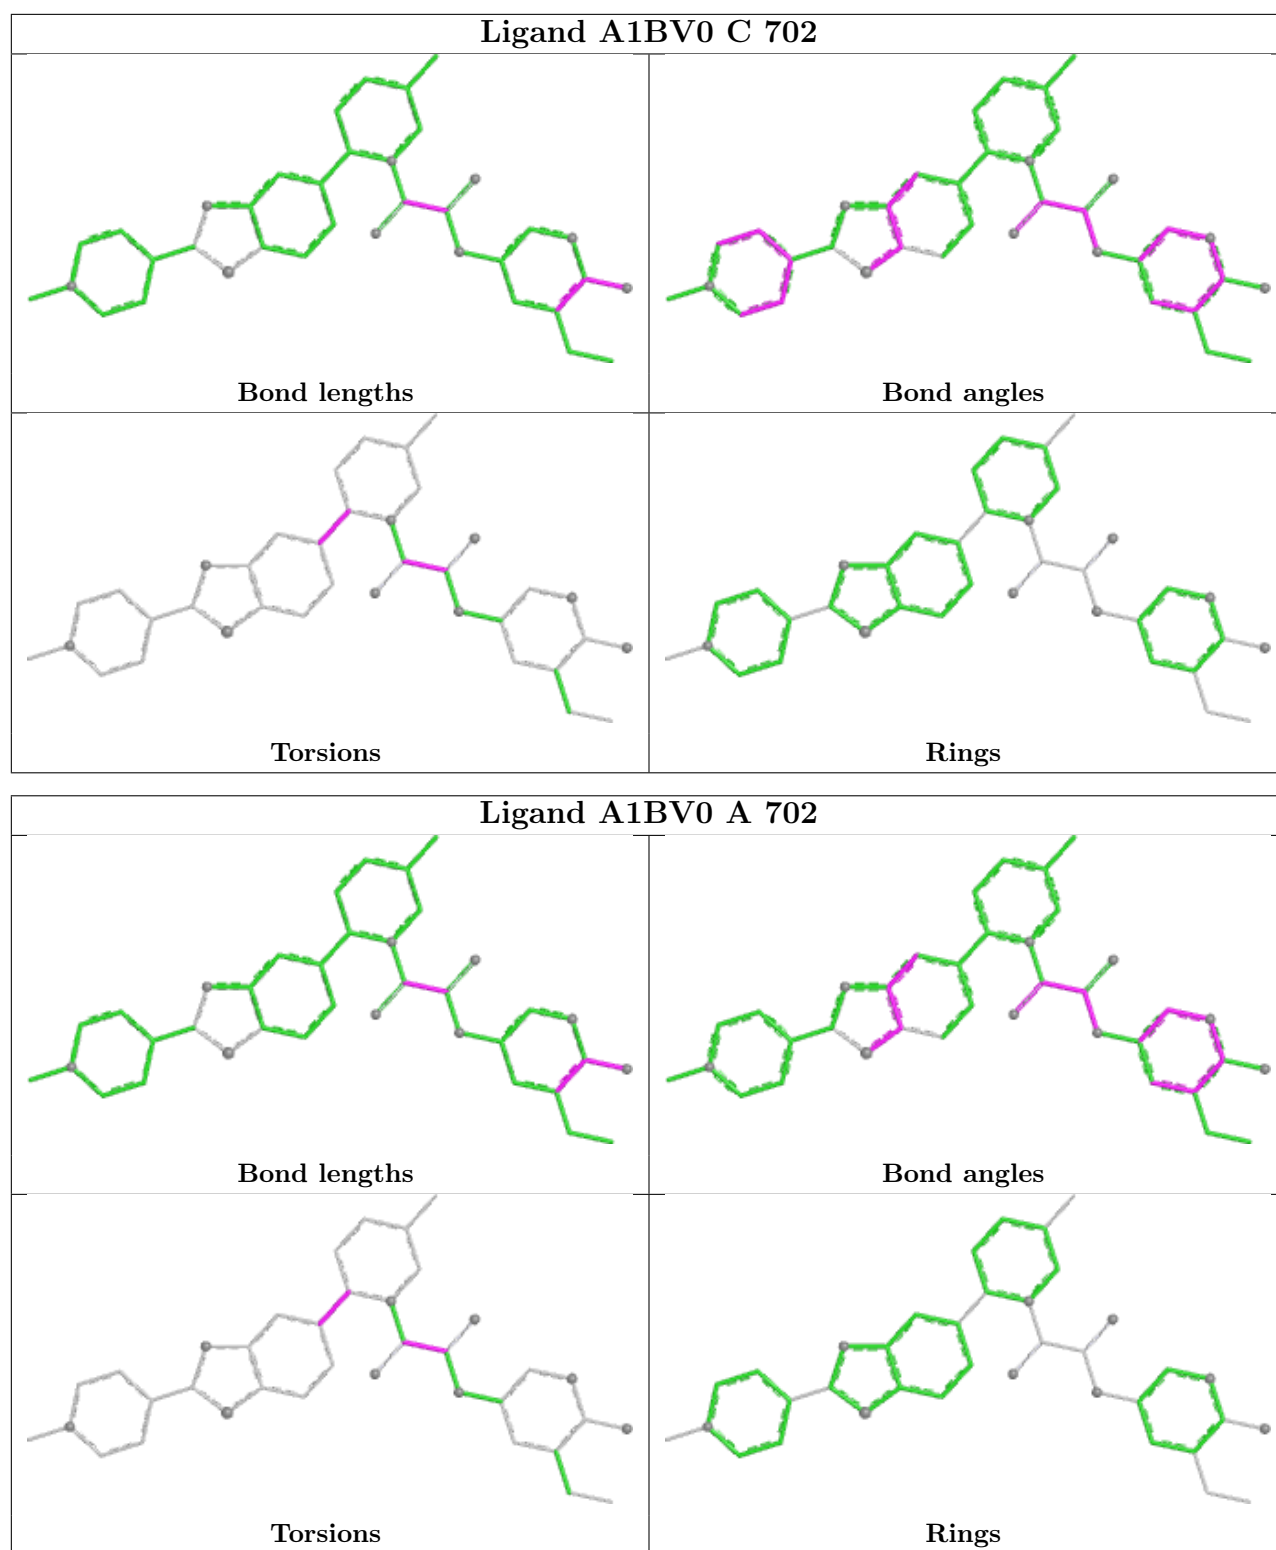 Ligand A1BV0 C 702
Bond lengths
Bond angles
Torsions
Rings
Ligand A1BV0 A 702
Bond lengths
Bond angles
Torsions
Rings